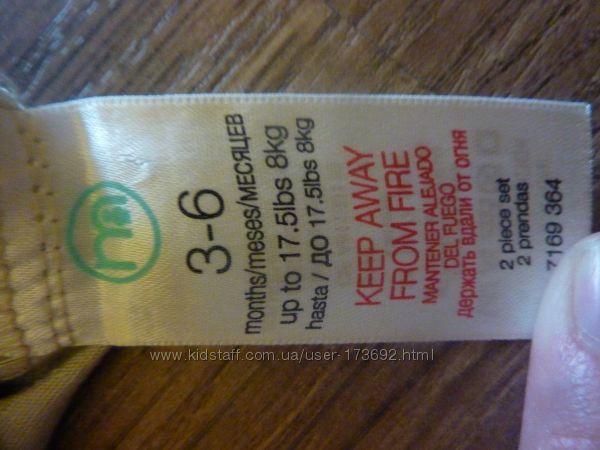 m
3-6
months/meses/МЕСЯЦЕВ
up to 17.5lbs 8kg
hasta / ДО 17.5lbs 8kg
KEEP AWAY
FROM FIRE
MANTENER ALEJADO
DEL FUEGO
держать вдали от огня
2 piece set
2 prendas
7169 364
www.kidstaff.com.ua/user-173692.html